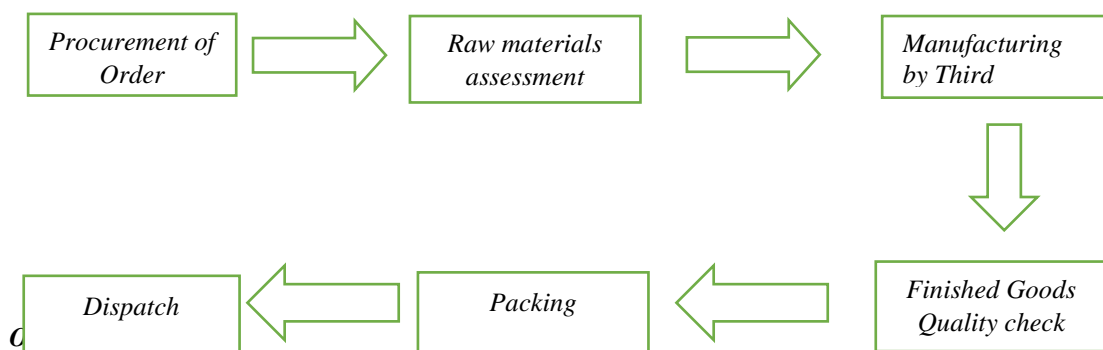 Procurement of
Order
Raw materials
assessment
Manufacturing
by Third
Finished Goods
Quality check
Packing
Dispatch